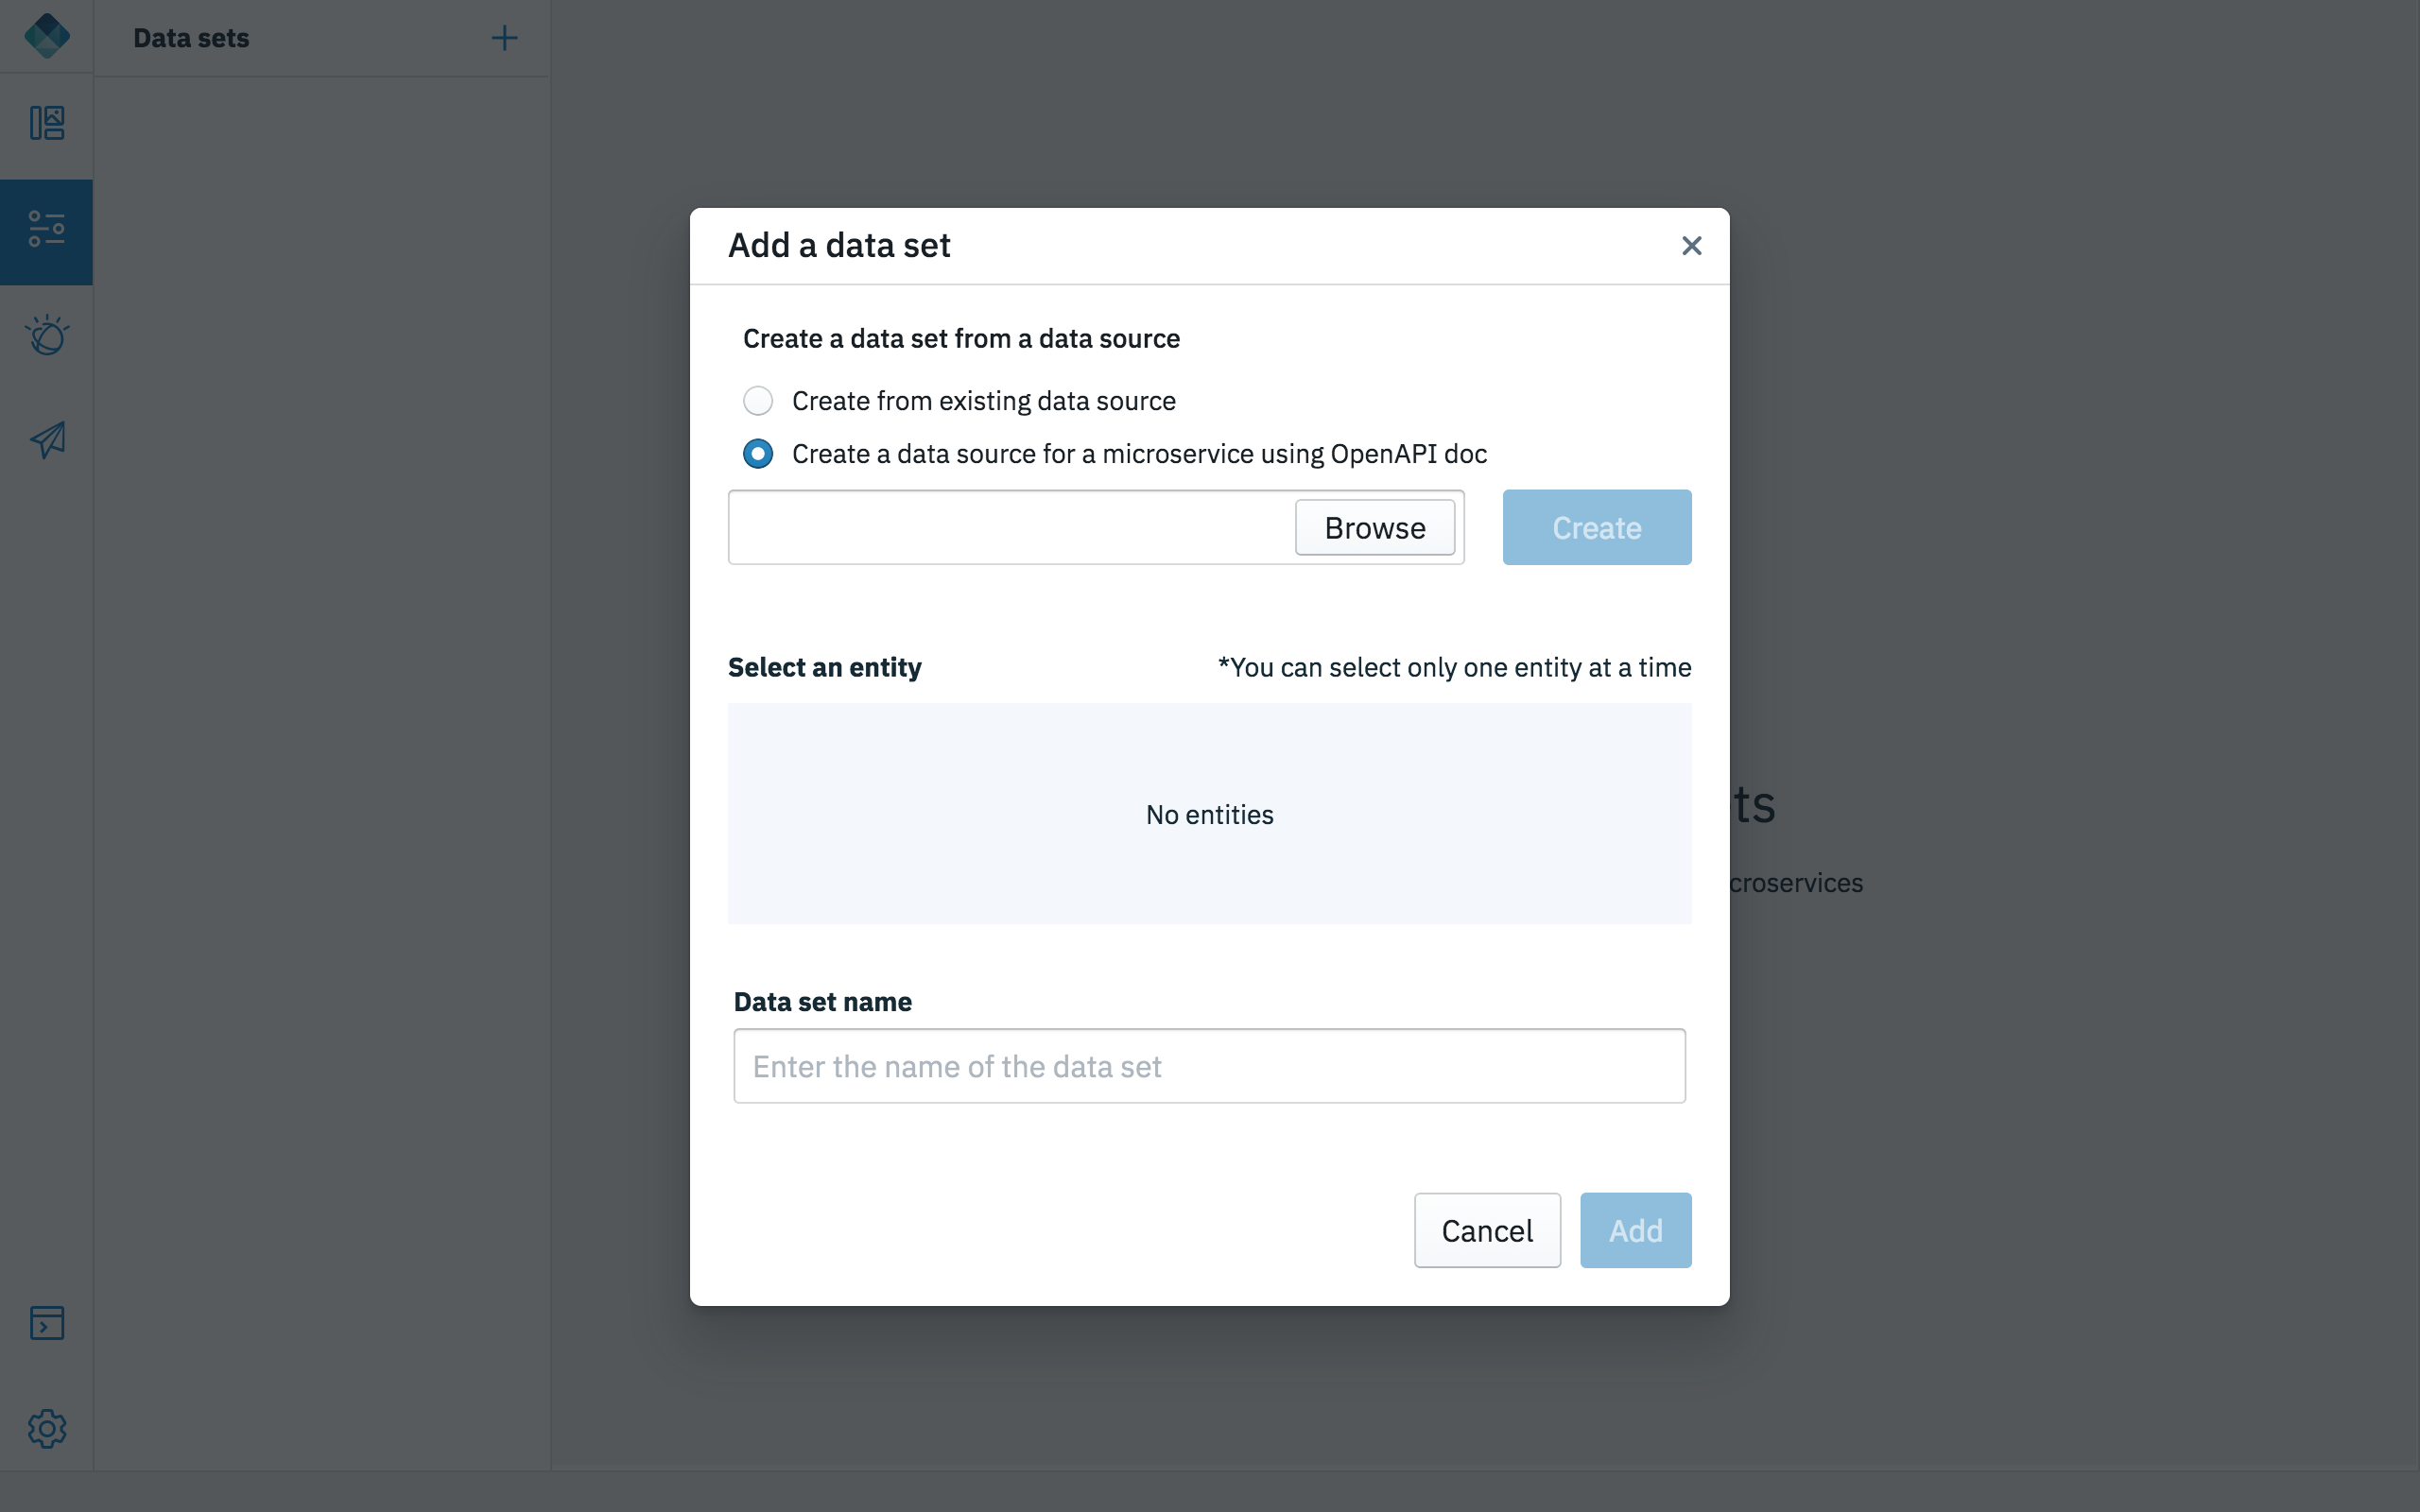 Data sets
Add a data set
Create a data set from a data source
Create from existing data source
Create a data source for a microservice using OpenAPI doc
Browse
Create
Select an entity
*You can select only one entity at a time
No entities
ts
croservices
Data set name
Enter the name of the data set
Cancel
Add